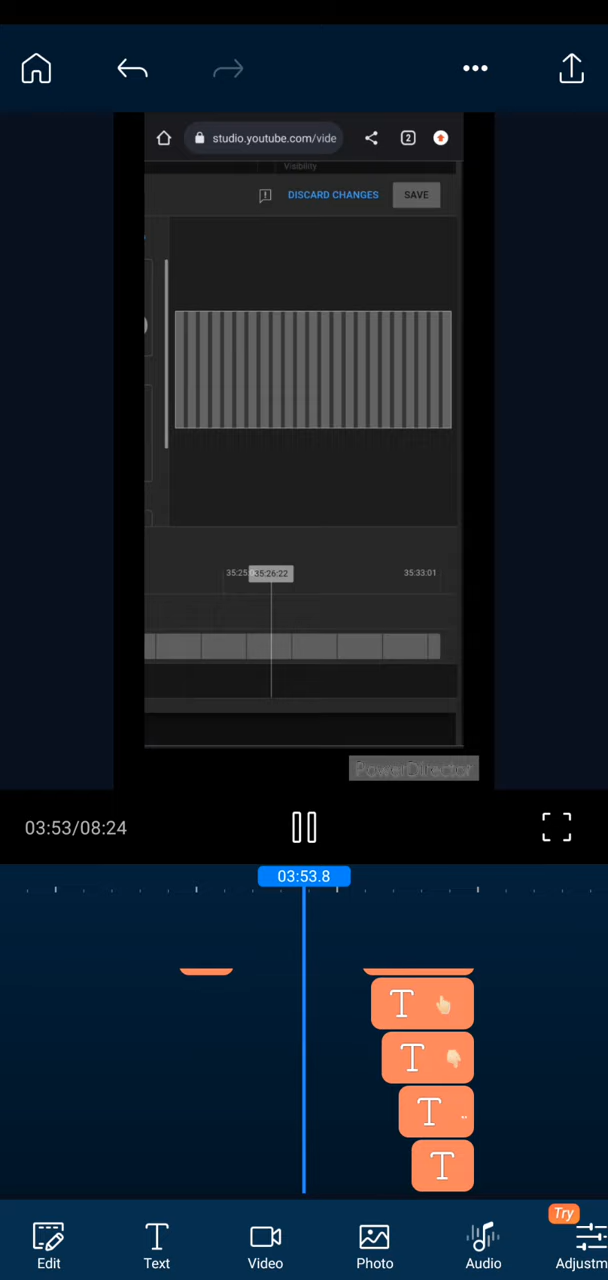 studio.youtube.com/vide
2
Visibility
DISCARD CHANGES
SAVE
35:25:
35:26:22
35:33:01
PowerDirector
03:53/08:24
03:53.8
T 👆🏻
T 👇🏻
T ..
T
Try
Edit
Text
Video
Photo
Audio
Adjustm